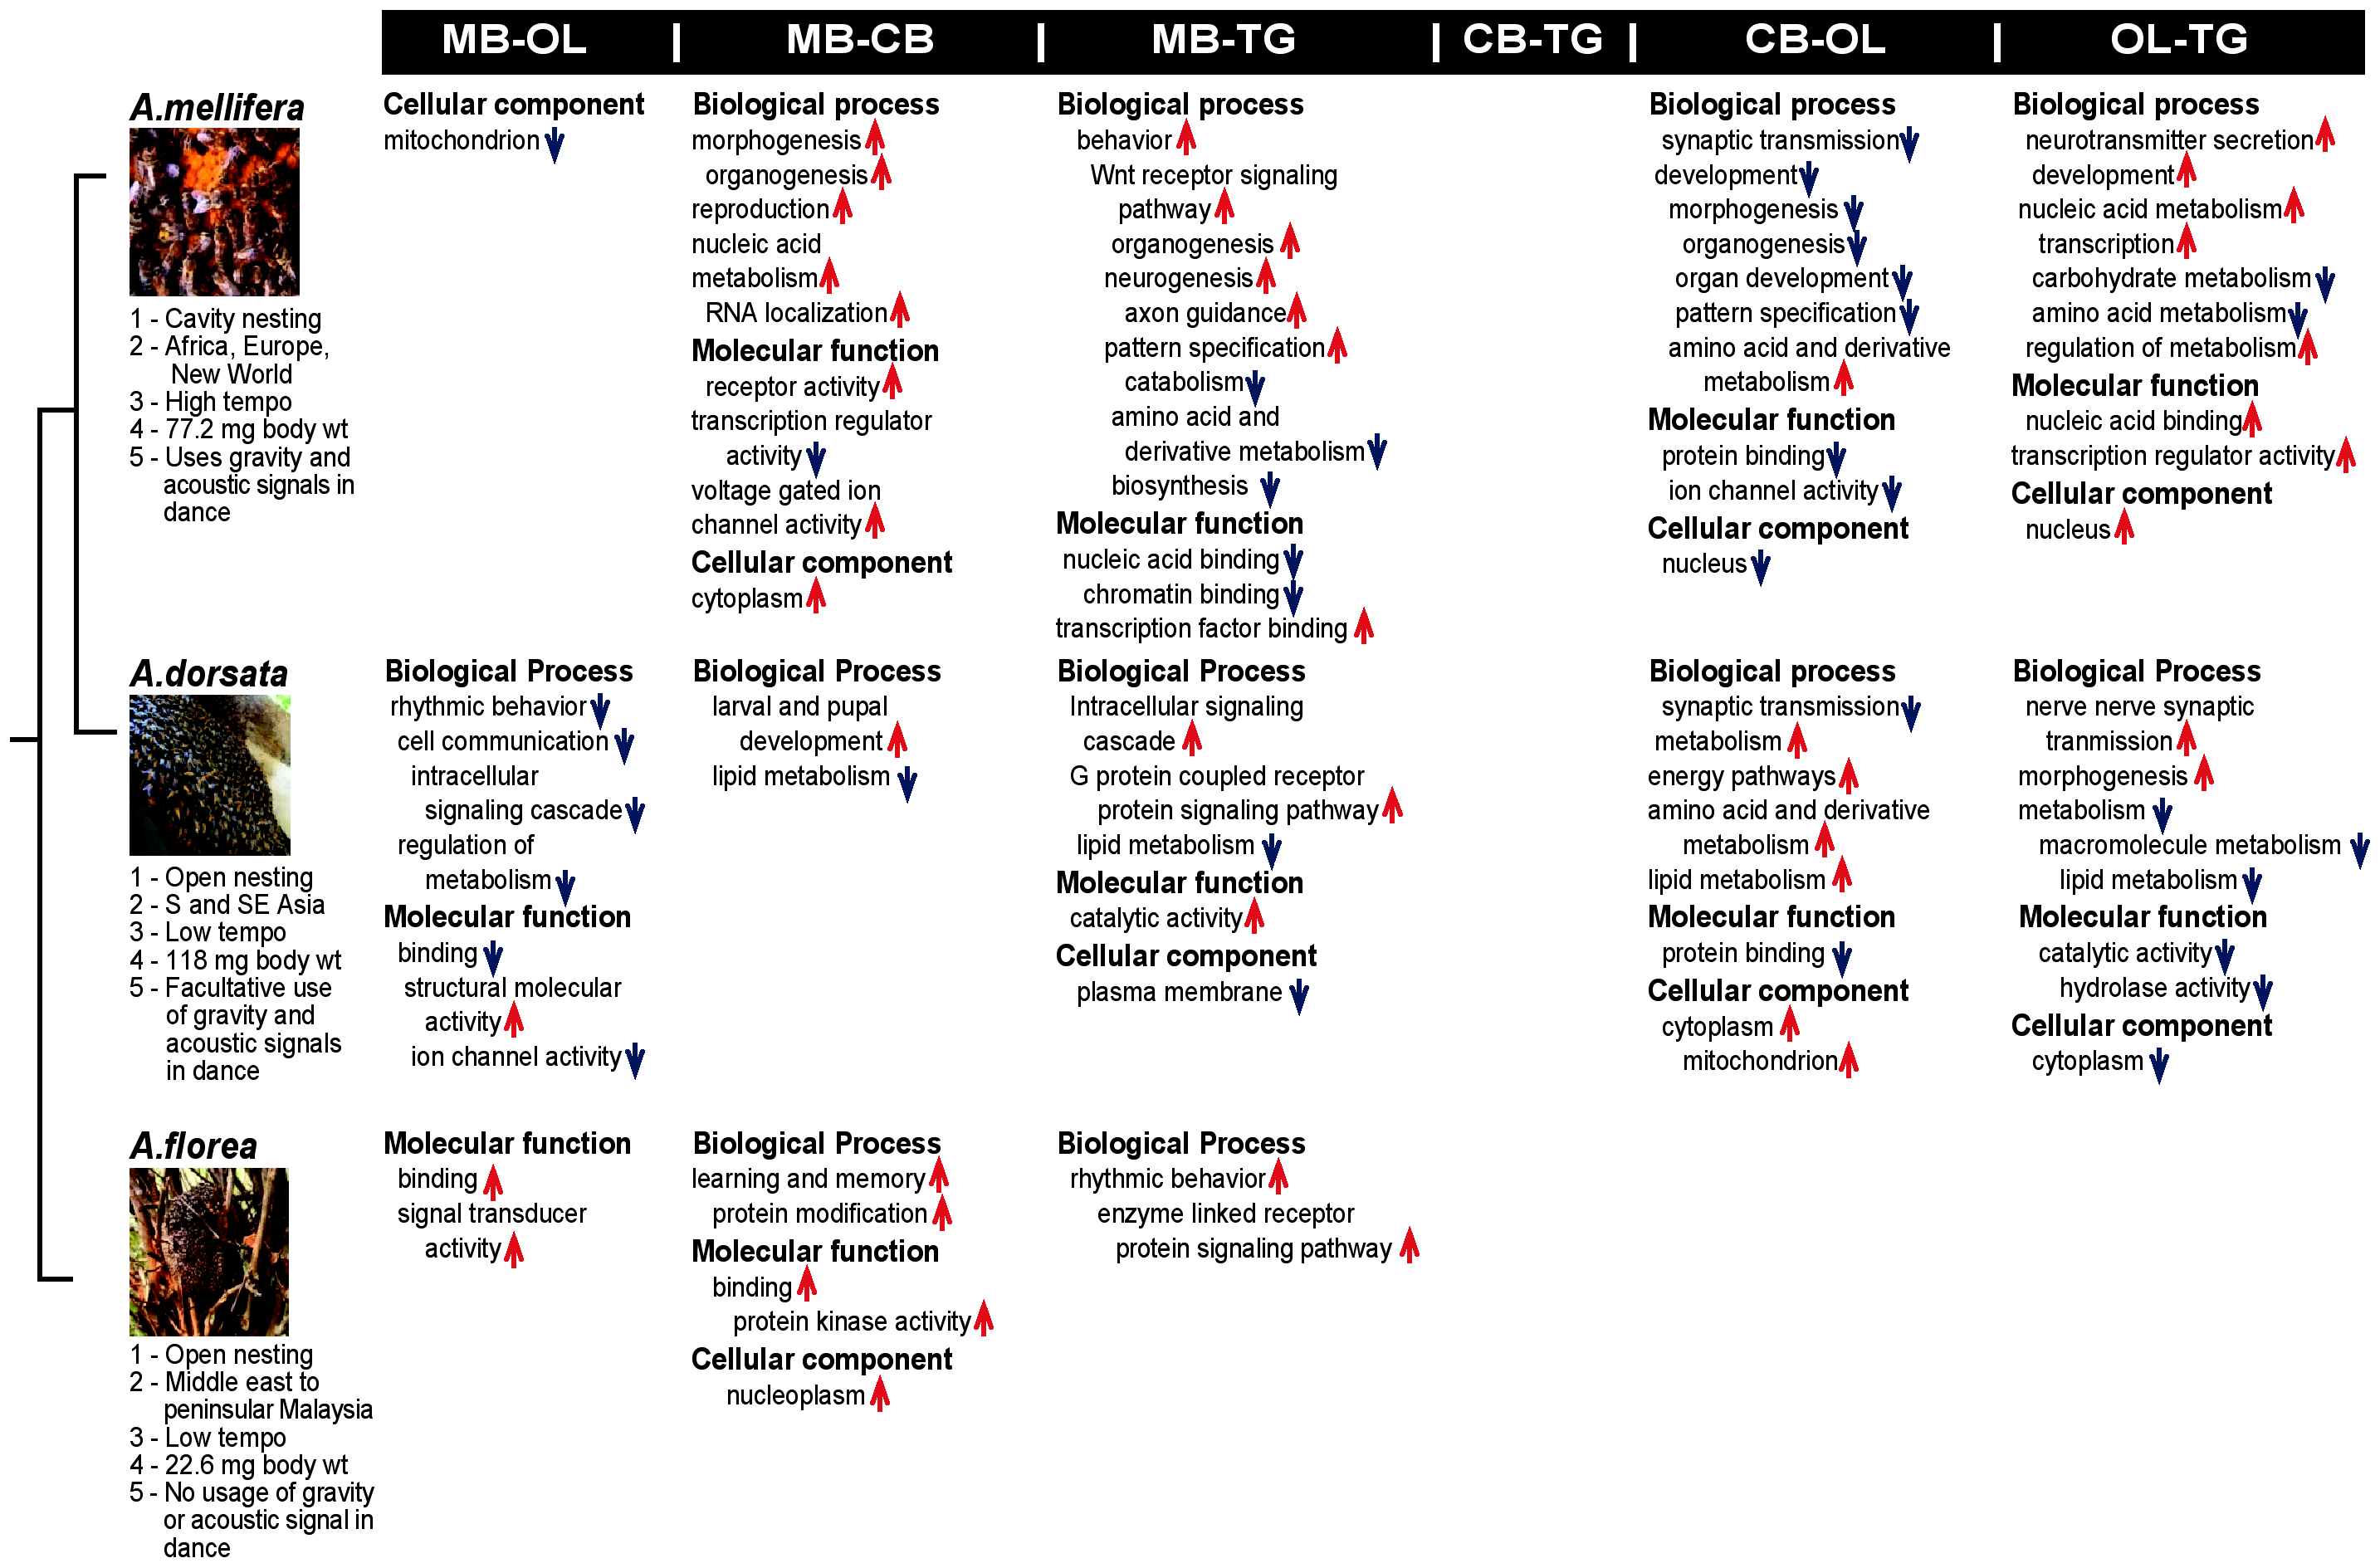 MB-OL | MB-CB | MB-TG | CB-TG | CB-OL | OL-TG
A.mellifera
1 - Cavity nesting
2 - Africa, Europe,
New World
3 - High tempo
4 - 77.2 mg body wt
5 - Uses gravity and
acoustic signals in
dance
Cellular component
mitochondrion
Biological process
morphogenesis
organogenesis
reproduction
nucleic acid
metabolism
RNA localization
Molecular function
receptor activity
transcription regulator
activity
voltage gated ion
channel activity
Cellular component
cytoplasm
Biological process
behavior
Wnt receptor signaling
pathway
organogenesis
neurogenesis
axon guidance
pattern specification
catabolism
amino acid and
derivative metabolism
biosynthesis
Molecular function
nucleic acid binding
chromatin binding
transcription factor binding
Biological process
synaptic transmission
development
morphogenesis
organogenesis
organ development
pattern specification
amino acid and derivative
metabolism
Molecular function
protein binding
ion channel activity
Cellular component
nucleus
Biological process
neurotransmitter secretion
development
nucleic acid metabolism
transcription
carbohydrate metabolism
amino acid metabolism
regulation of metabolism
Molecular function
nucleic acid binding
transcription regulator activity
Cellular component
nucleus
A.dorsata
1 - Open nesting
2 - S and SE Asia
3 - Low tempo
4 - 118 mg body wt
5 - Facultative use
of gravity and
acoustic signals
in dance
Biological Process
rhythmic behavior
cell communication
intracellular
signaling cascade
regulation of
metabolism
Molecular function
binding
structural molecular
activity
ion channel activity
Biological Process
larval and pupal
development
lipid metabolism
Biological Process
Intracellular signaling
cascade
G protein coupled receptor
protein signaling pathway
lipid metabolism
Molecular function
catalytic activity
Cellular component
plasma membrane
Biological process
synaptic transmission
metabolism
energy pathways
amino acid and derivative
metabolism
lipid metabolism
Molecular function
protein binding
Cellular component
cytoplasm
mitochondrion
Biological Process
nerve nerve synaptic
tranmission
morphogenesis
metabolism
macromolecule metabolism
lipid metabolism
Molecular function
catalytic activity
hydrolase activity
Cellular component
cytoplasm
A.florea
1 - Open nesting
2 - Middle east to
peninsular Malaysia
3 - Low tempo
4 - 22.6 mg body wt
5 - No usage of gravity
or acoustic signal in
dance
Molecular function
binding
signal transducer
activity
Biological Process
learning and memory
protein modification
Molecular function
binding
protein kinase activity
Cellular component
nucleoplasm
Biological Process
rhythmic behavior
enzyme linked receptor
protein signaling pathway